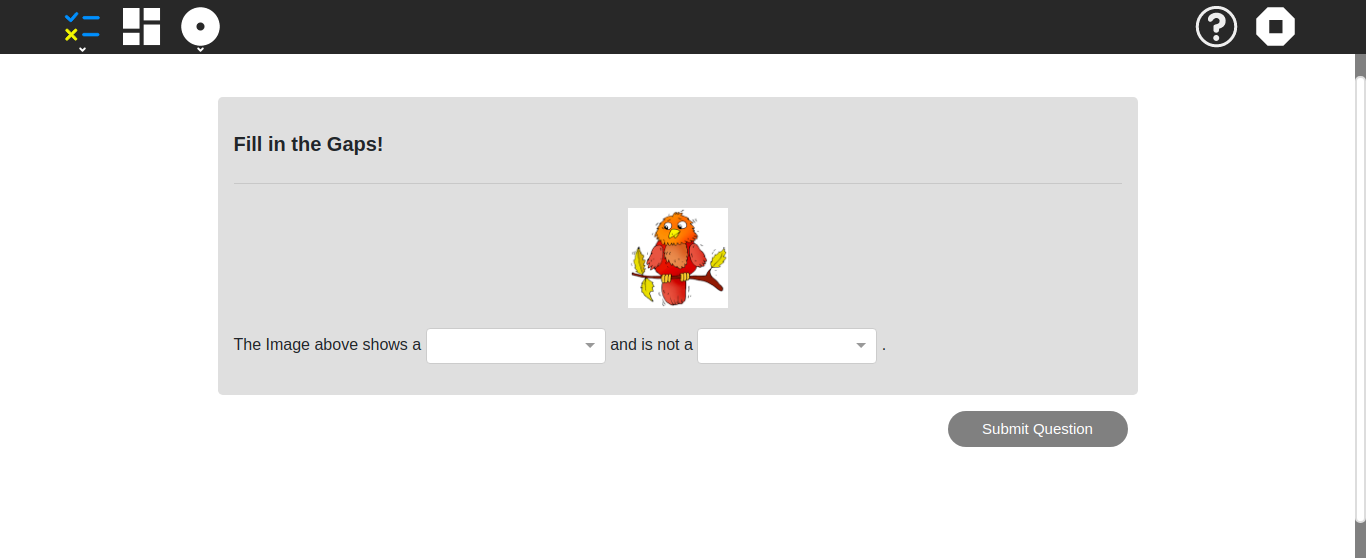 Fill in the Gaps!
The Image above shows a and is not a .
Submit Question